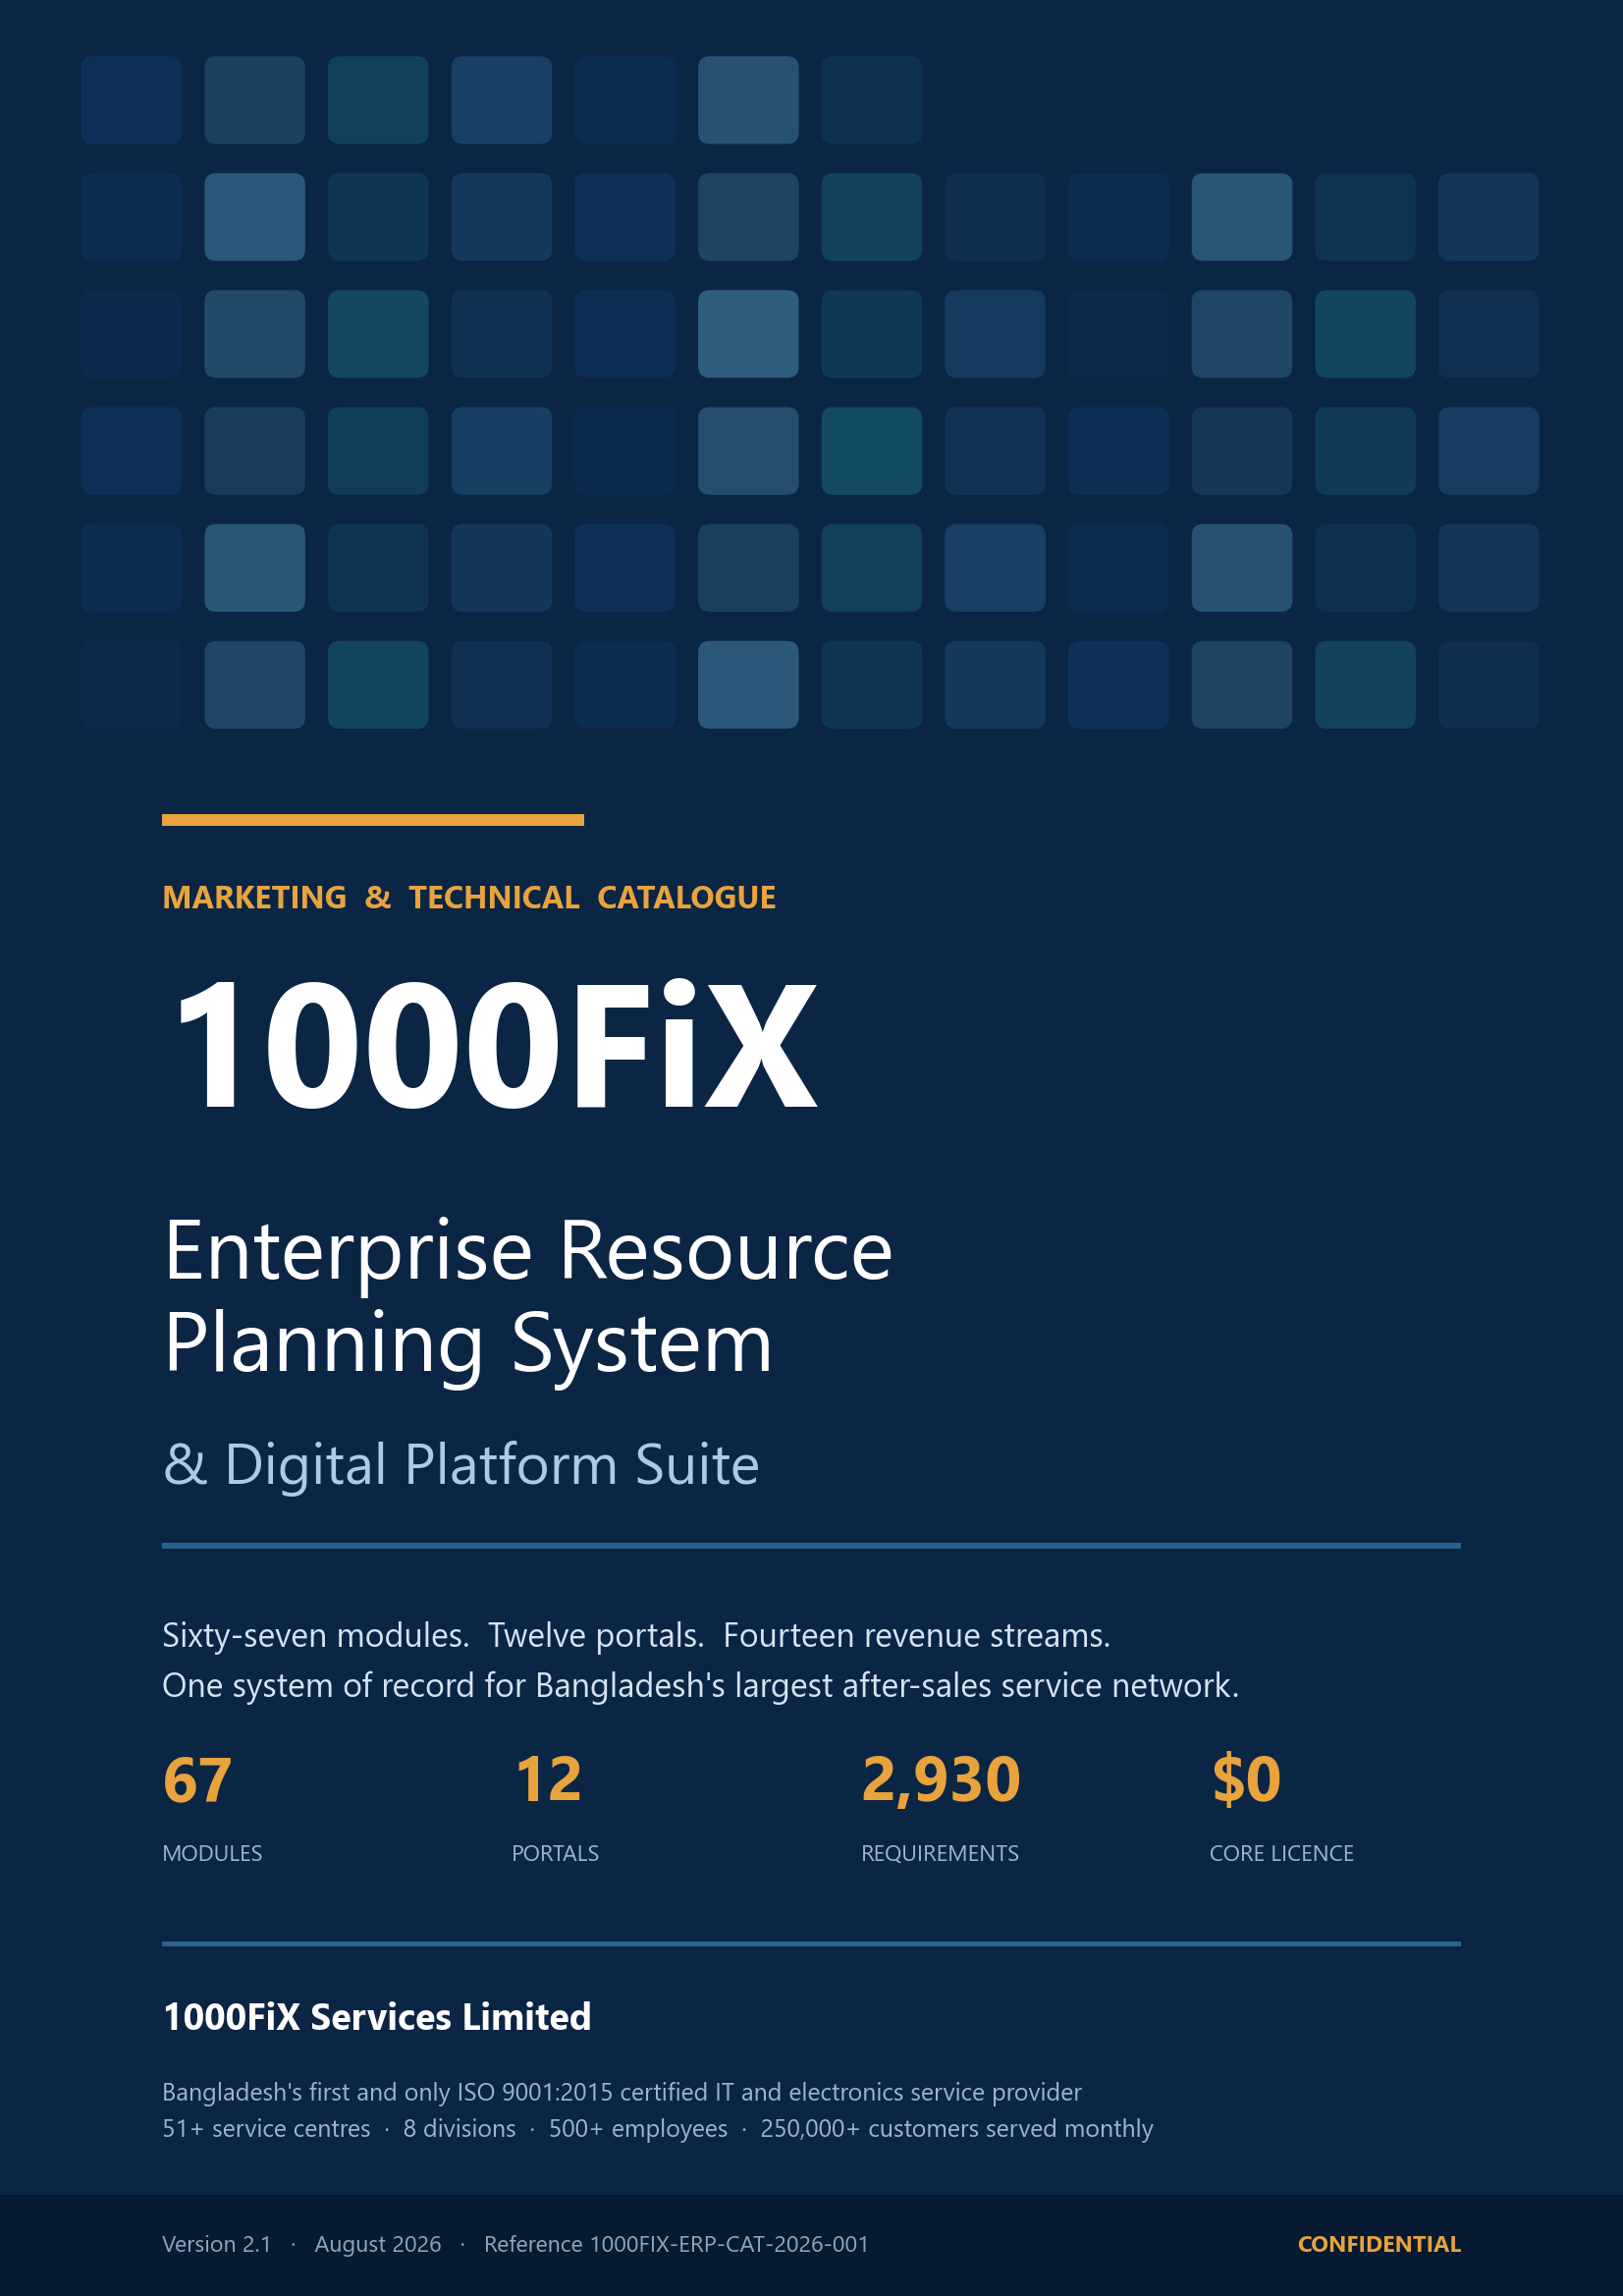 MARKETING & TECHNICAL CATALOGUE
1000FiX
Enterprise Resource
Planning System
& Digital Platform Suite
Sixty-seven modules. Twelve portals. Fourteen revenue streams.
One system of record for Bangladesh's largest after-sales service network.
67 12 2,930 $0
MODULES PORTALS REQUIREMENTS CORE LICENCE
1000FiX Services Limited
Bangladesh's first and only ISO 9001:2015 certified IT and electronics service provider
51+ service centres · 8 divisions · 500+ employees · 250,000+ customers served monthly
Version 2.1 · August 2026 · Reference 1000FIX-ERP-CAT-2026-001 CONFIDENTIAL